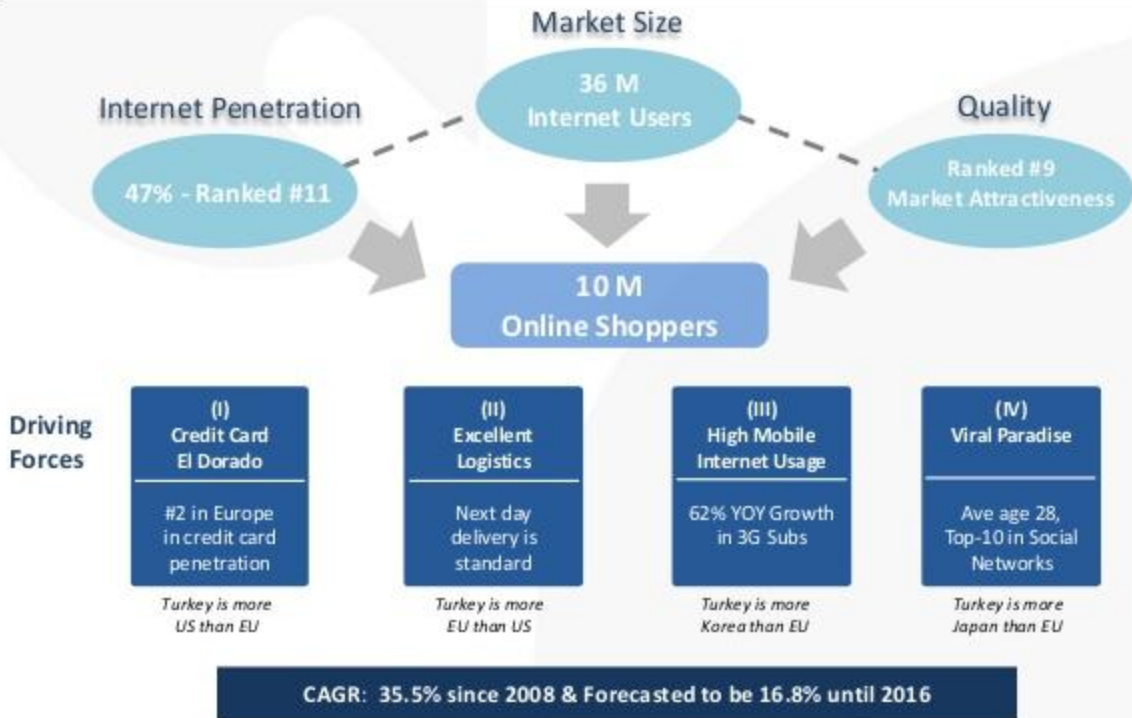 Market Size
36 M
Internet Users
Internet Penetration
47% - Ranked #11
Quality
Ranked #9
Market Attractiveness
10 M
Online Shoppers
Driving
Forces
(I)
Credit Card
El Dorado
#2 in Europe
in credit card
penetration
Turkey is more
US than EU
(II)
Excellent
Logistics
Next day
delivery is
standard
Turkey is more
EU than US
(III)
High Mobile
Internet Usage
62% YOY Growth
in 3G Subs
Turkey is more
Korea than EU
(IV)
Viral Paradise
Ave age 28,
Top-10 in Social
Networks
Turkey is more
Japan than EU
CAGR: 35.5% since 2008 & Forecasted to be 16.8% until 2016